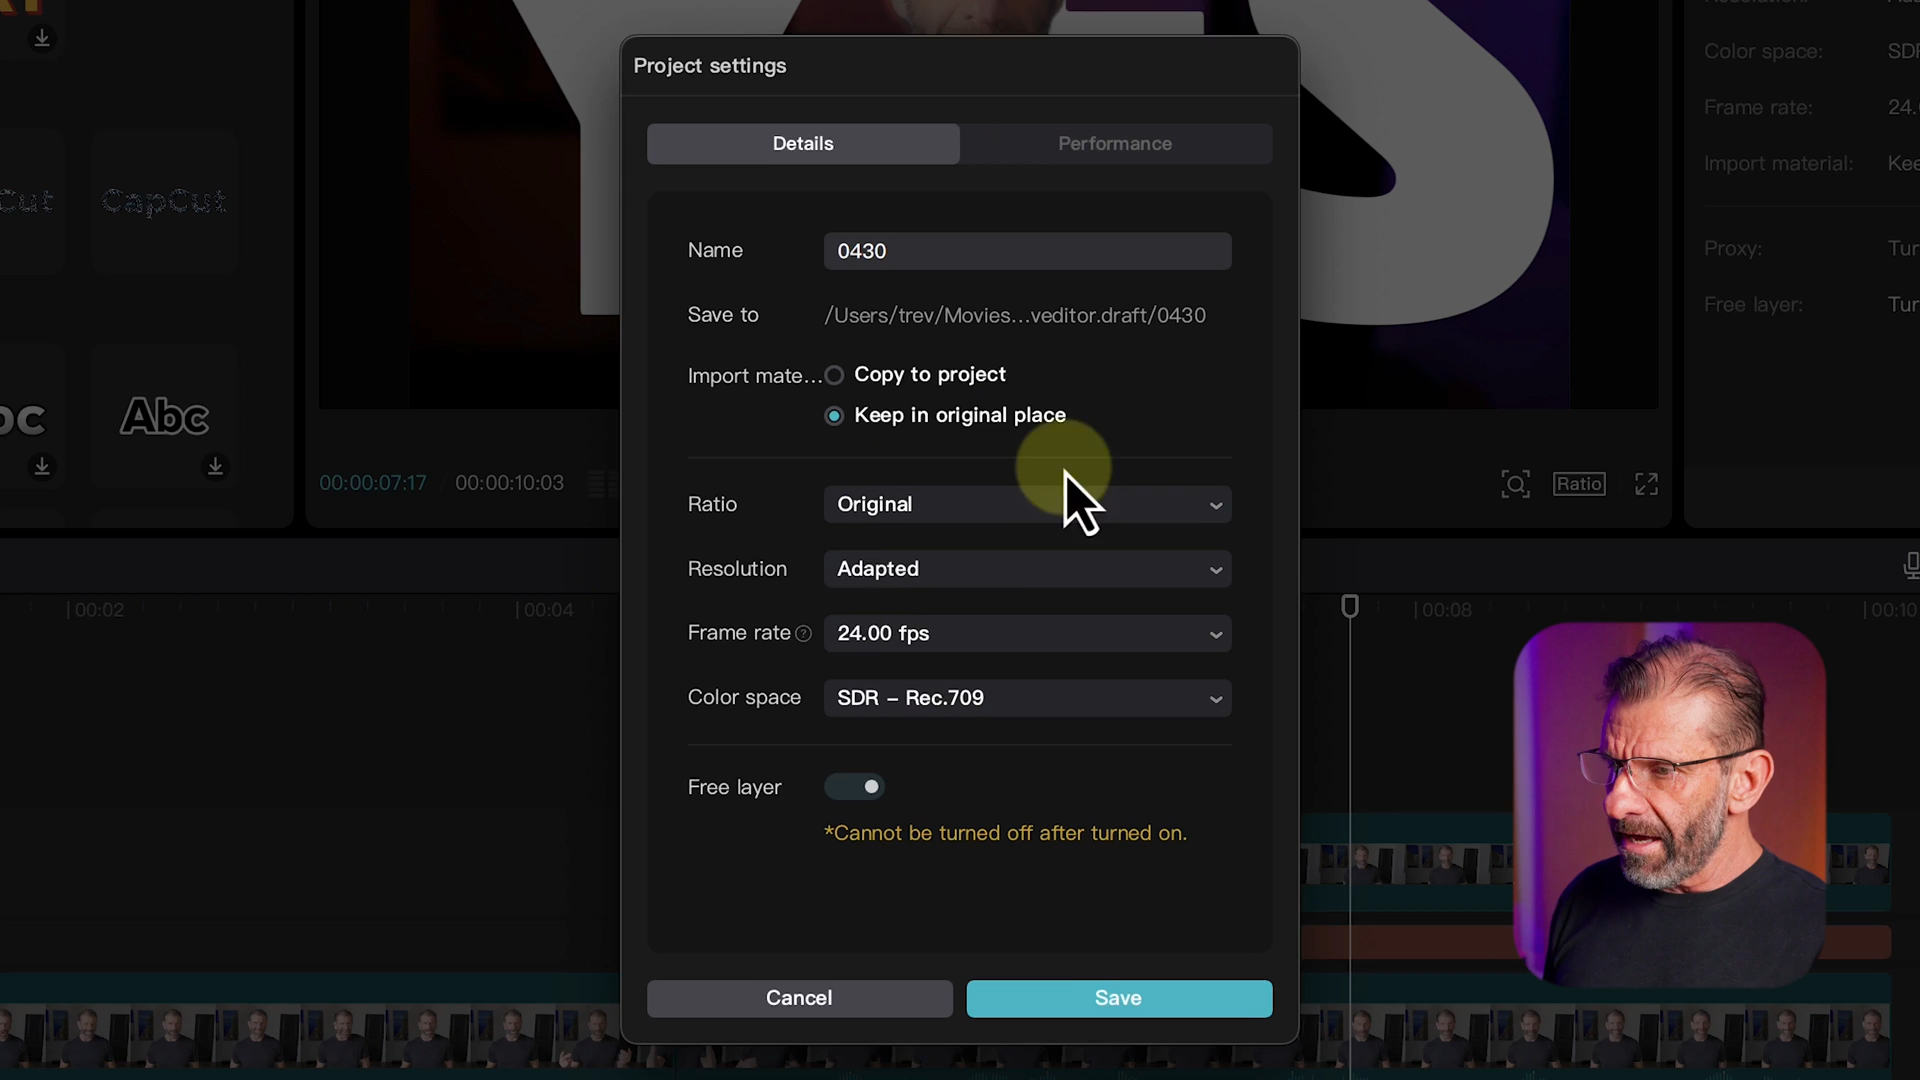 Project settings
Details
Performance
Name
0430
Save to
/Users/trev/Movies...veditor.draft/0430
Import mate...
Copy to project
Keep in original place
Ratio
Original
Resolution
Adapted
Frame rate
24.00 fps
Color space
SDR – Rec.709
Free layer
*Cannot be turned off after turned on.
Cancel
Save
CapCut
Abc
00:00:07:17
00:00:10:03
Ratio
Color space:
Frame rate:
Import material:
Proxy:
Free layer:
00:02
00:04
00:08
00:10